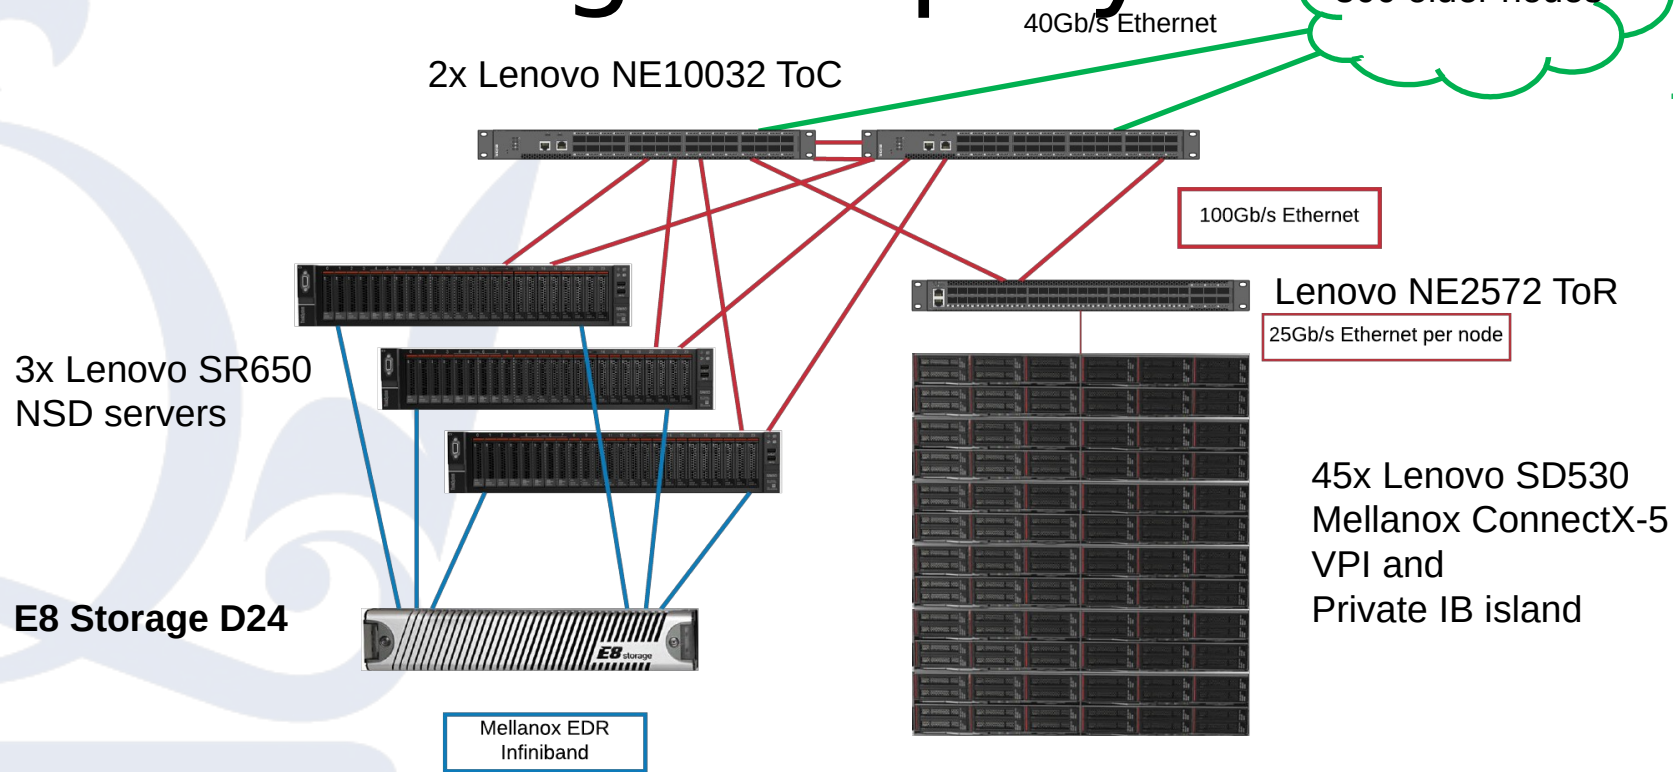 40Gb/s Ethernet
2x Lenovo NE10032 ToC
100Gb/s Ethernet
Lenovo NE2572 ToR
25Gb/s Ethernet per node
3x Lenovo SR650
NSD servers
45x Lenovo SD530
Mellanox ConnectX-5
VPI and
Private IB island
E8 Storage D24
E8 storage
Mellanox EDR
Infiniband